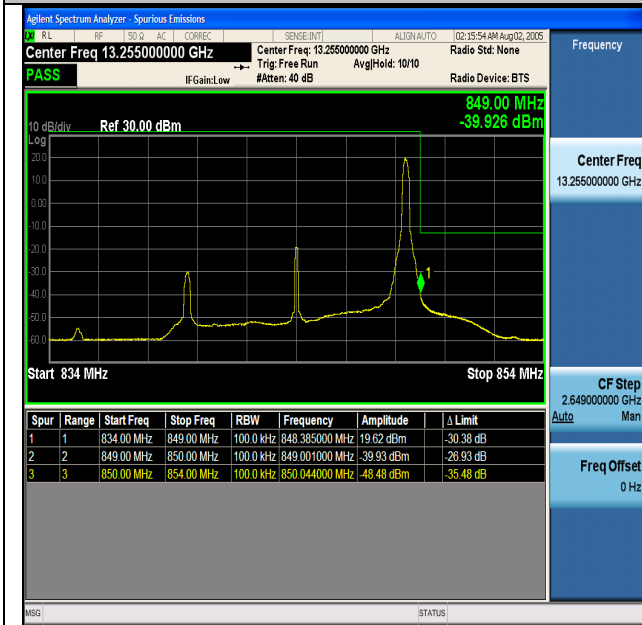 Agilent Spectrum Analyzer - Spurious Emissions
RL RF 50 Ω AC CORREC SENSE:INT ALIGN AUTO 02:15:54 AM Aug 02, 2005
Center Freq 13.255000000 GHz
Center Freq: 13.255000000 GHz
Radio Std: None
Trig: Free Run Avg|Hold: 10/10
PASS
IFGain:Low
#Atten: 40 dB
Radio Device: BTS
849.00 MHz
-39.926 dBm
10 dB/div Ref 30.00 dBm
Log
20.0
10.0
0.00
-10.0
-20.0
-30.0
-40.0
-50.0
-60.0
1
Start 834 MHz Stop 854 MHz
Spur Range Start Freq Stop Freq RBW Frequency Amplitude Δ Limit
1 1 834.00 MHz 849.00 MHz 100.0 kHz 848.385000 MHz 19.62 dBm -30.38 dB
2 2 849.00 MHz 850.00 MHz 100.0 kHz 849.001000 MHz -39.93 dBm -26.93 dB
3 3 850.00 MHz 854.00 MHz 100.0 kHz 850.044000 MHz -48.48 dBm -35.48 dB
MSG STATUS
Frequency
Center Freq
13.255000000 GHz
CF Step
2.649000000 GHz
Auto Man
Freq Offset
0 Hz